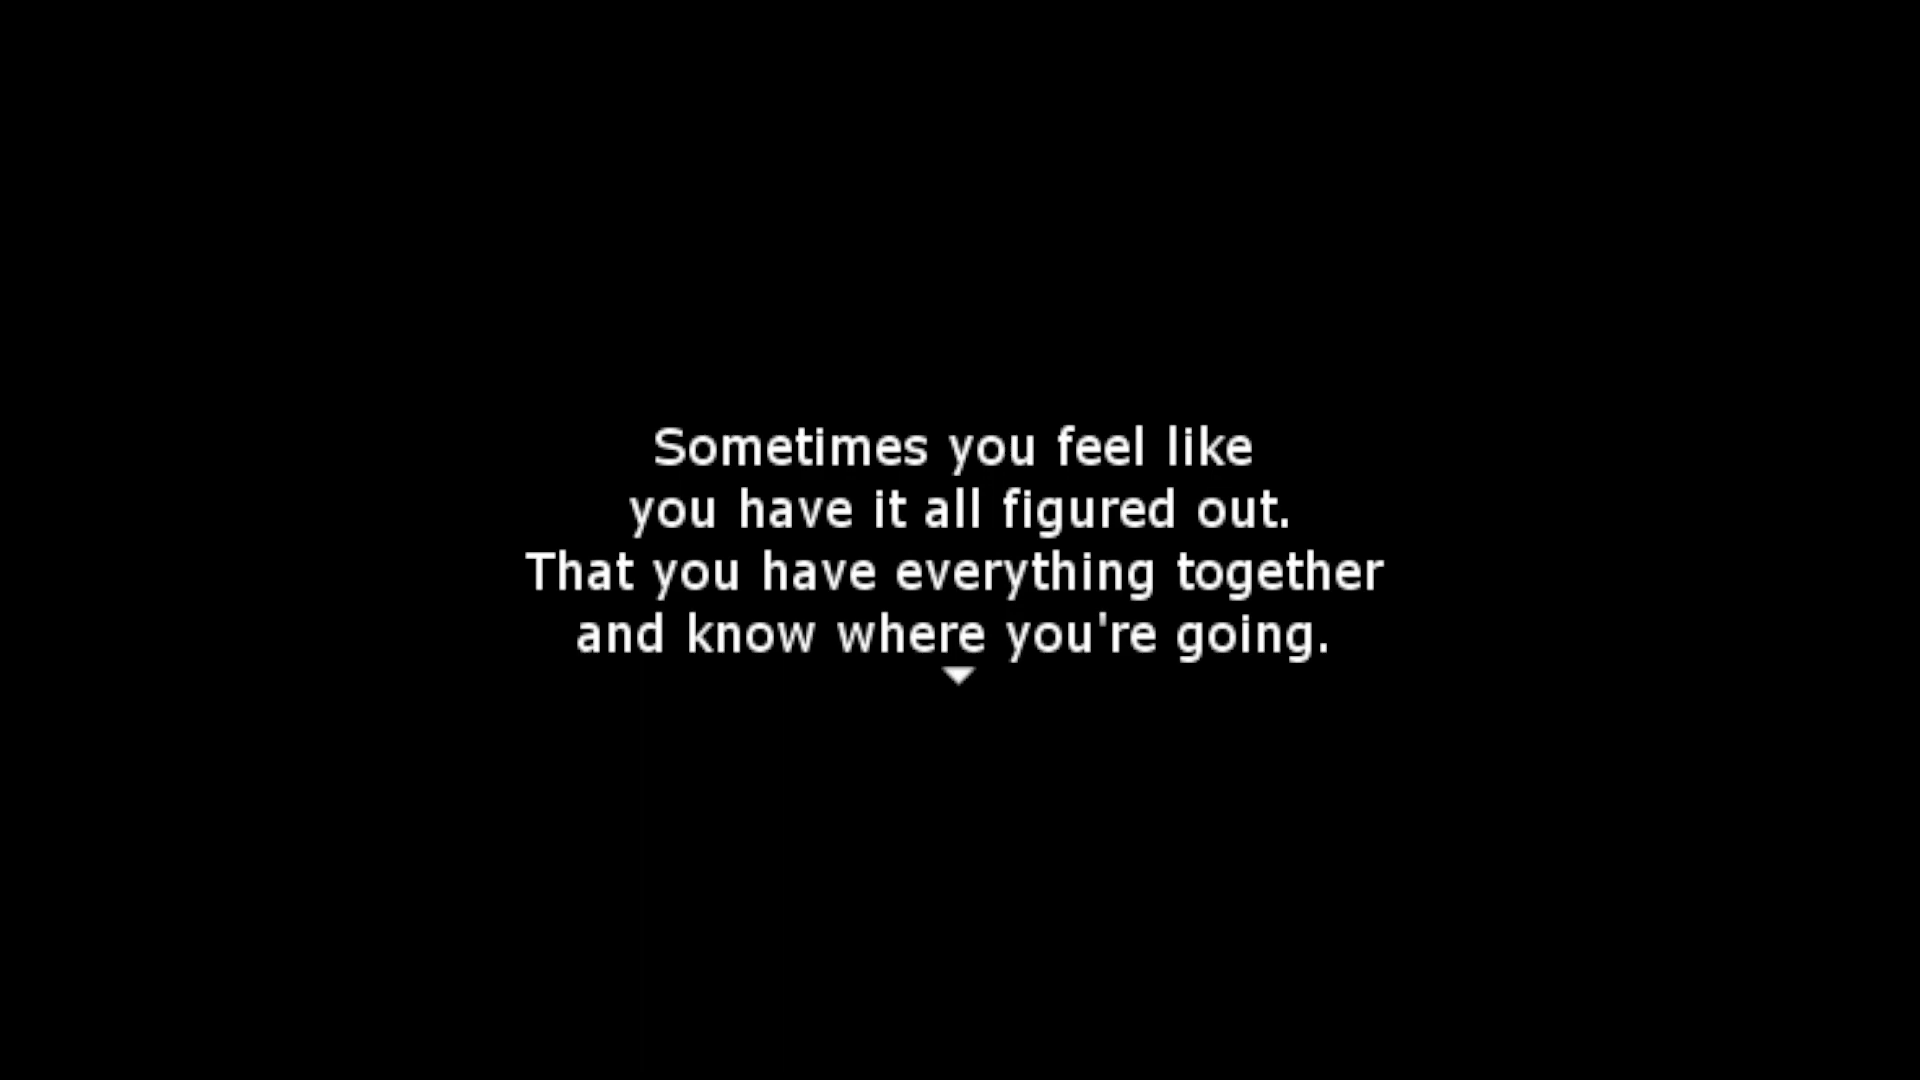 Sometimes you feel like
you have it all figured out.
That you have everything together
and know where you're going.